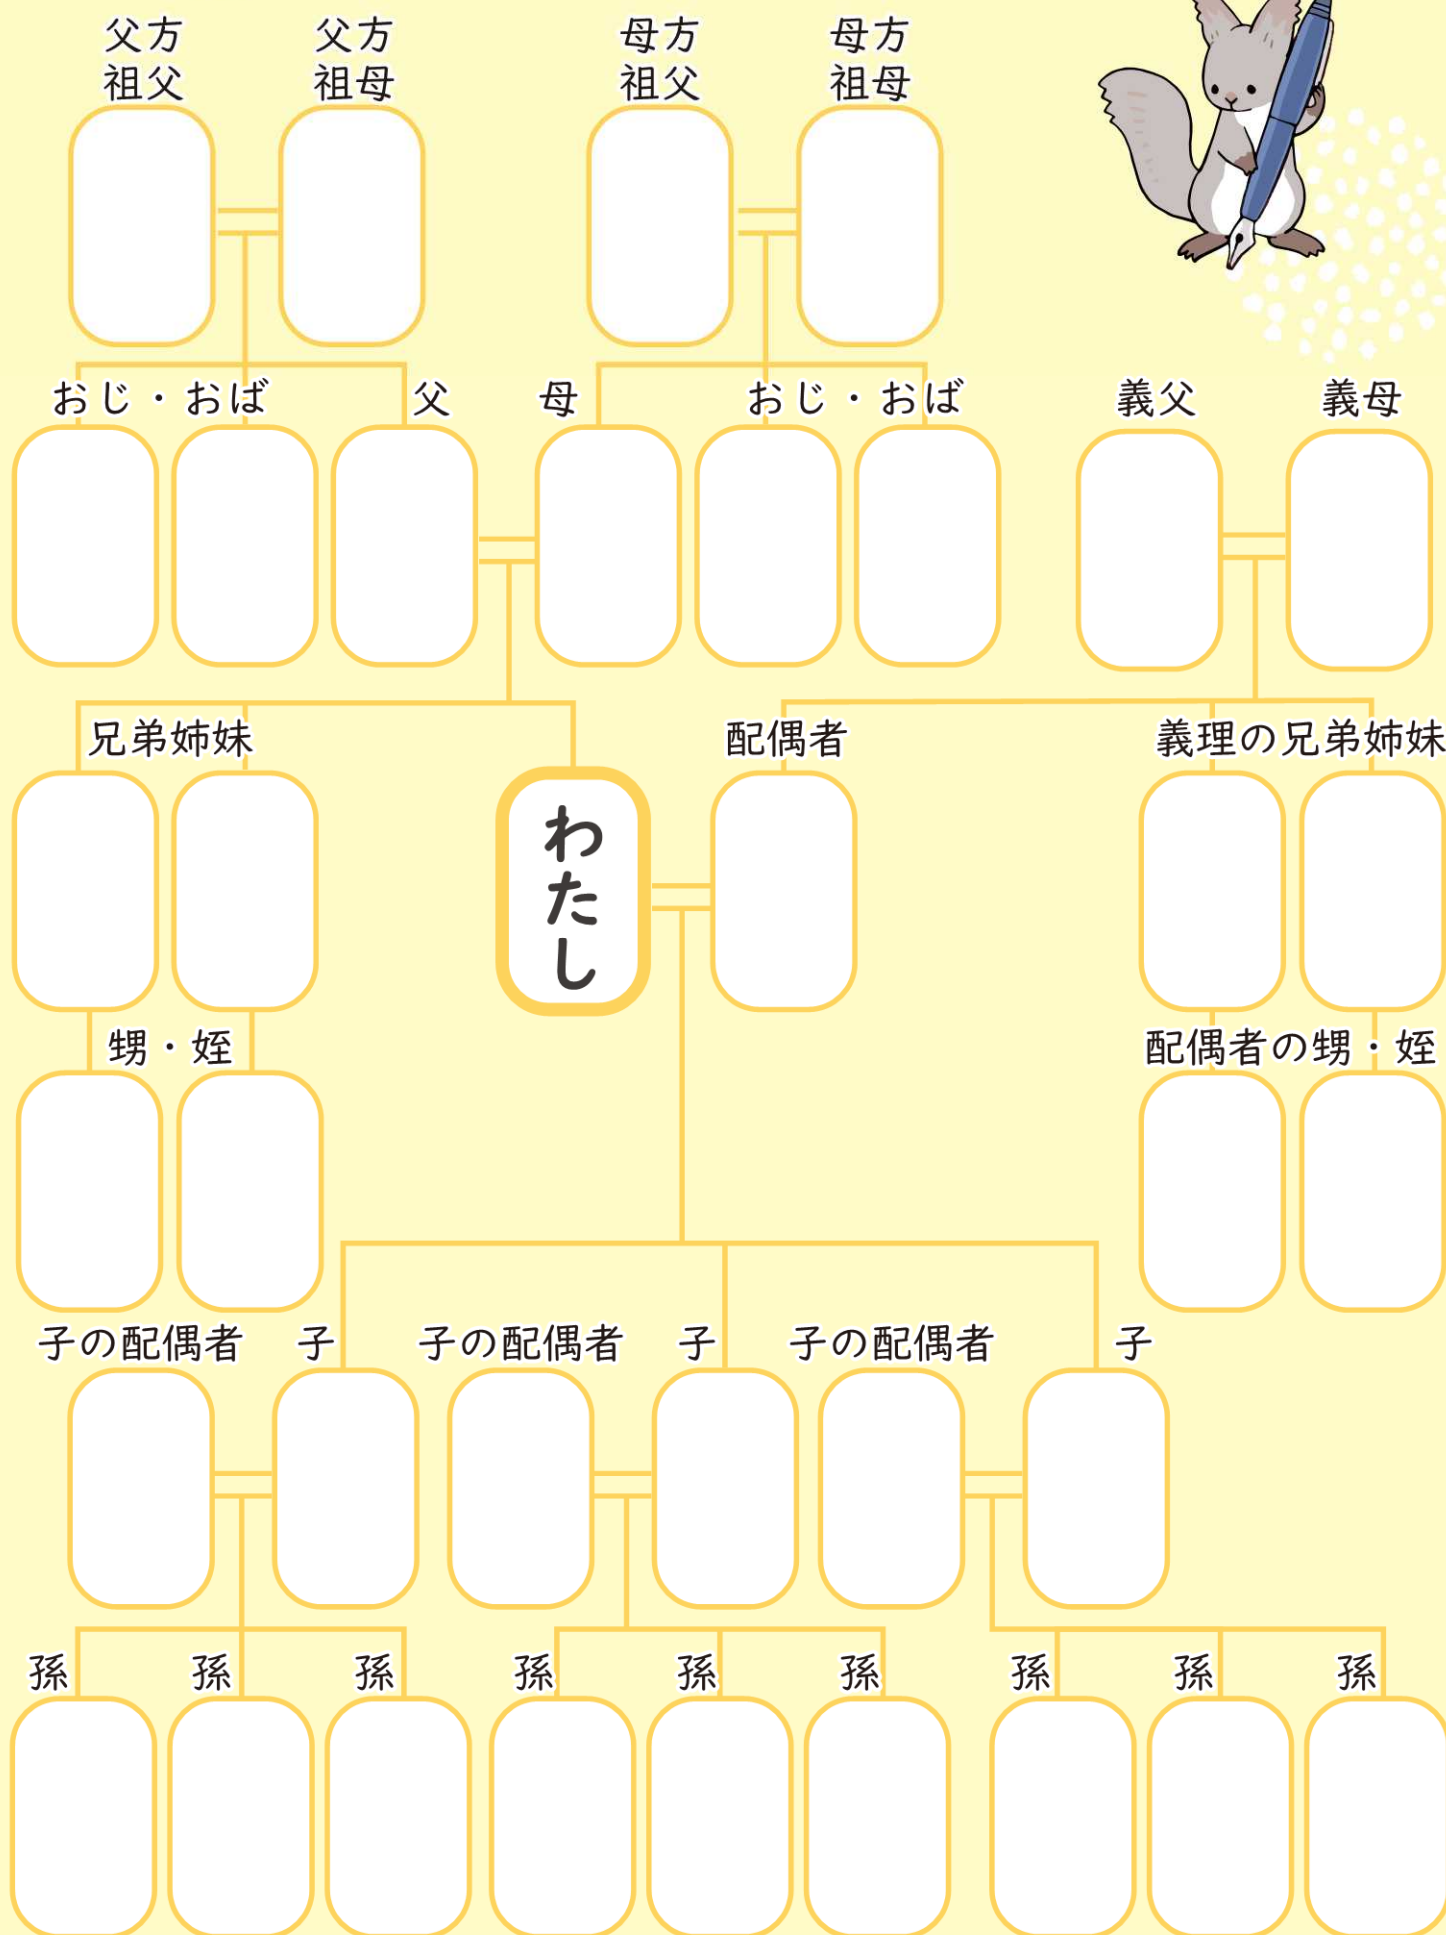 父方
祖父
父方
祖母
母方
祖父
母方
祖母
おじ・おば
父
母
おじ・おば
義父
義母
兄弟姉妹
わたし
配偶者
義理の兄弟姉妹
甥・姪
配偶者の甥・姪
子の配偶者
子
子の配偶者
子
子の配偶者
子
孫
孫
孫
孫
孫
孫
孫
孫
孫